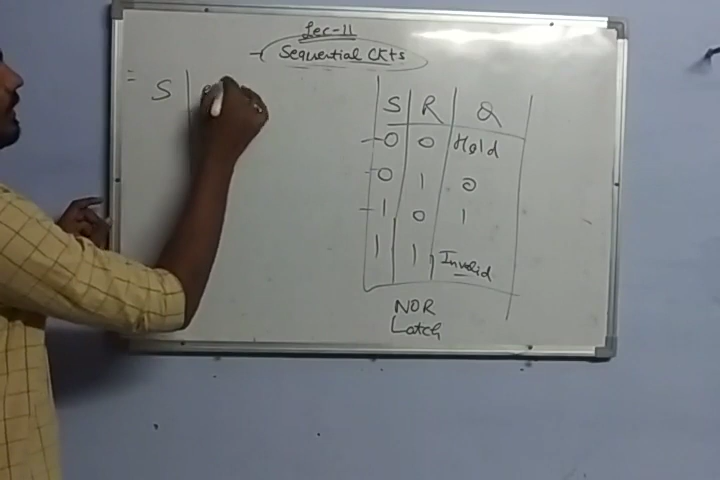 Lec-11
Sequential CKts
= S
S R Q
0 0 Hold
0 1 0
1 0 1
1 1 Invalid
NOR
Latch